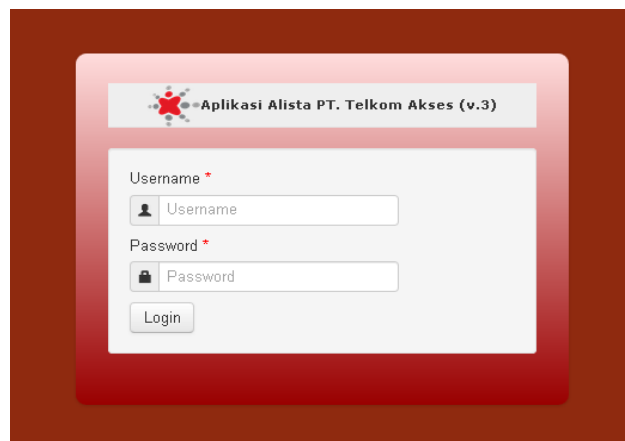 Aplikasi Alista PT. Telkom Akses (v.3)
Username *
Username
Password *
Password
Login